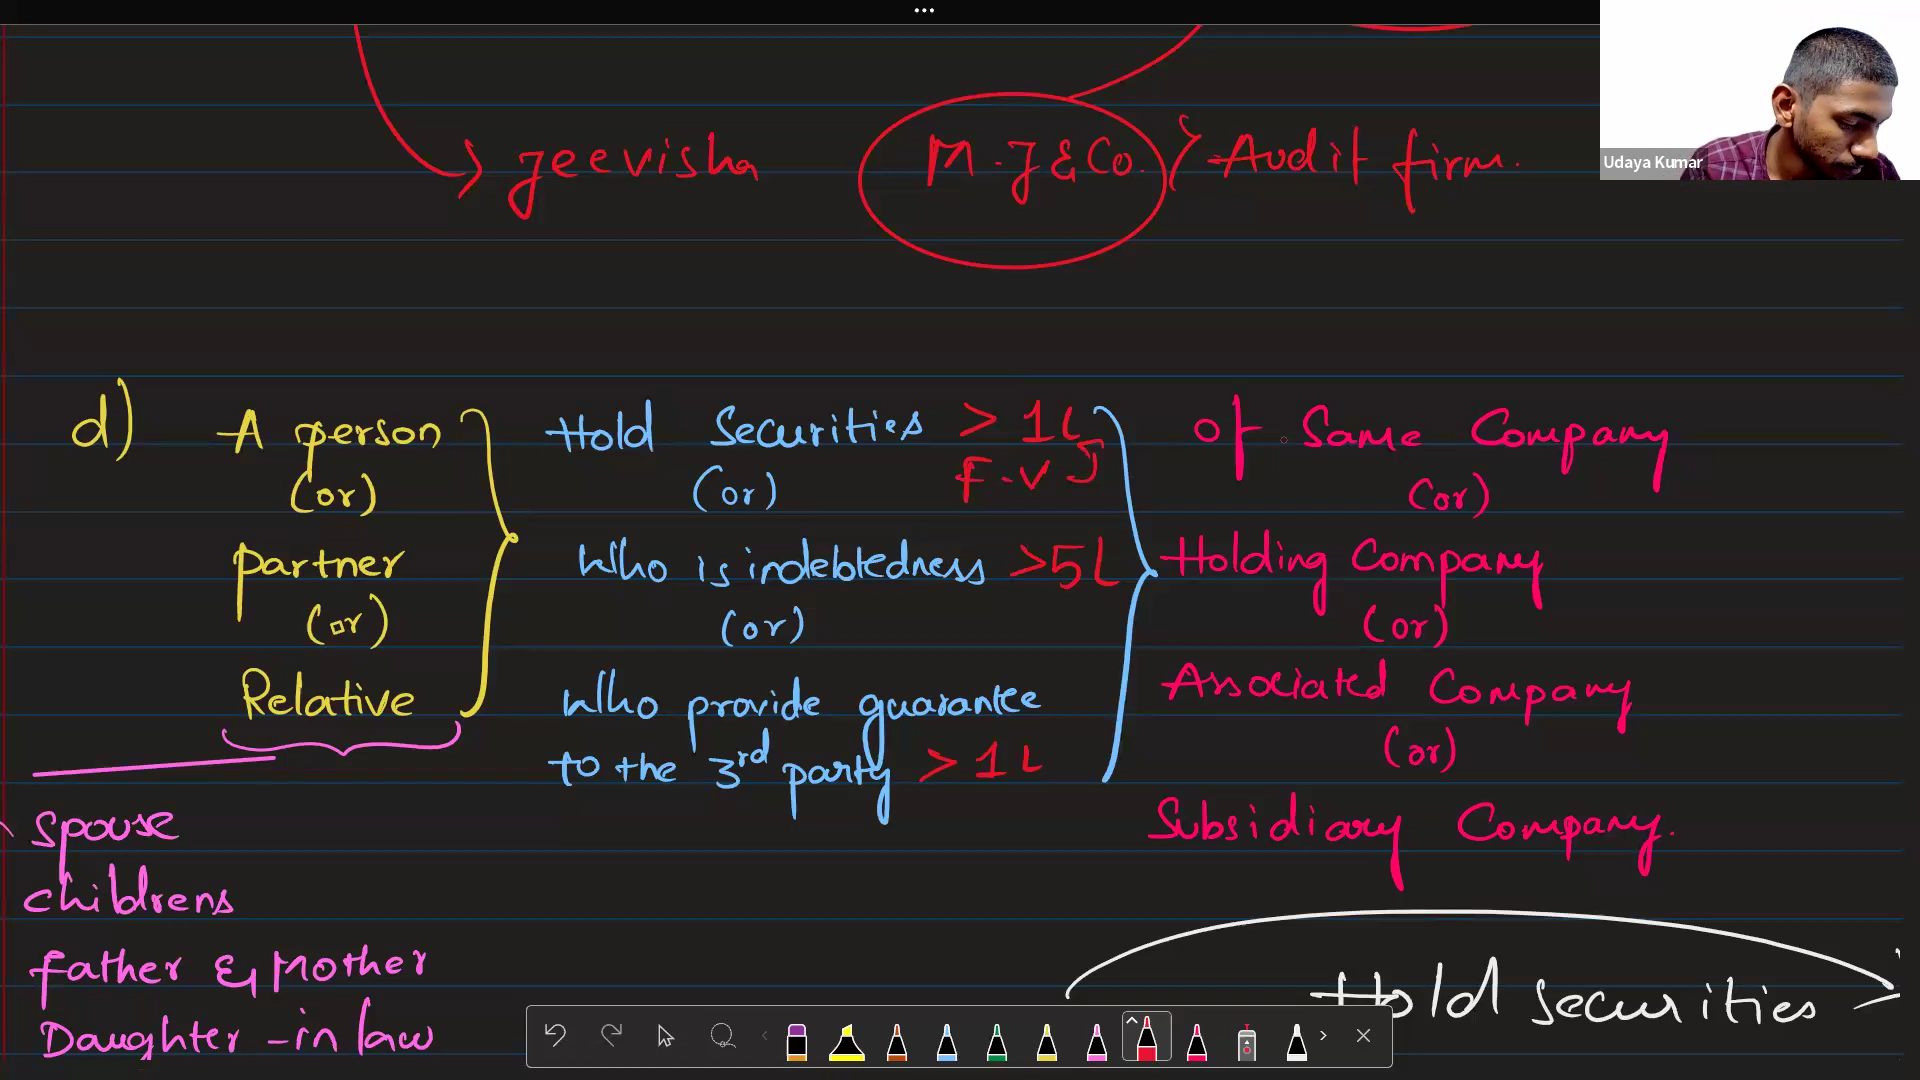 Udaya Kumar
Jeevisha M.J & Co. Audit firm.
d) A person Hold Securities > 1L of Same Company
(or) (or) F.V (or)
partner Who is indebtedness >5L Holding Company
(or) (or) (or)
Relative Who provide guarantee Associated Company
to the 3rd party > 1L (or)
Spouse Subsidiary Company.
childrens
Father & Mother Hold securities
Daughter-in law